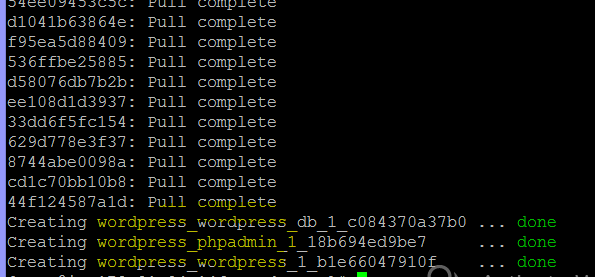 54ee09453c5c: Pull complete
d1041b63864e: Pull complete
f95ea5d88409: Pull complete
536ffbe25885: Pull complete
d58076db7b2b: Pull complete
ee108d1d3937: Pull complete
33dd6f5fc154: Pull complete
629d778e3f37: Pull complete
8744abe0098a: Pull complete
cd1c70bb10b8: Pull complete
44f124587a1d: Pull complete
Creating wordpress_wordpress_db_1_c084370a37b0 ... done
Creating wordpress_phpadmin_1_18b694ed9be7 ... done
Creating wordpress_wordpress_1_b1e66047910f ... done